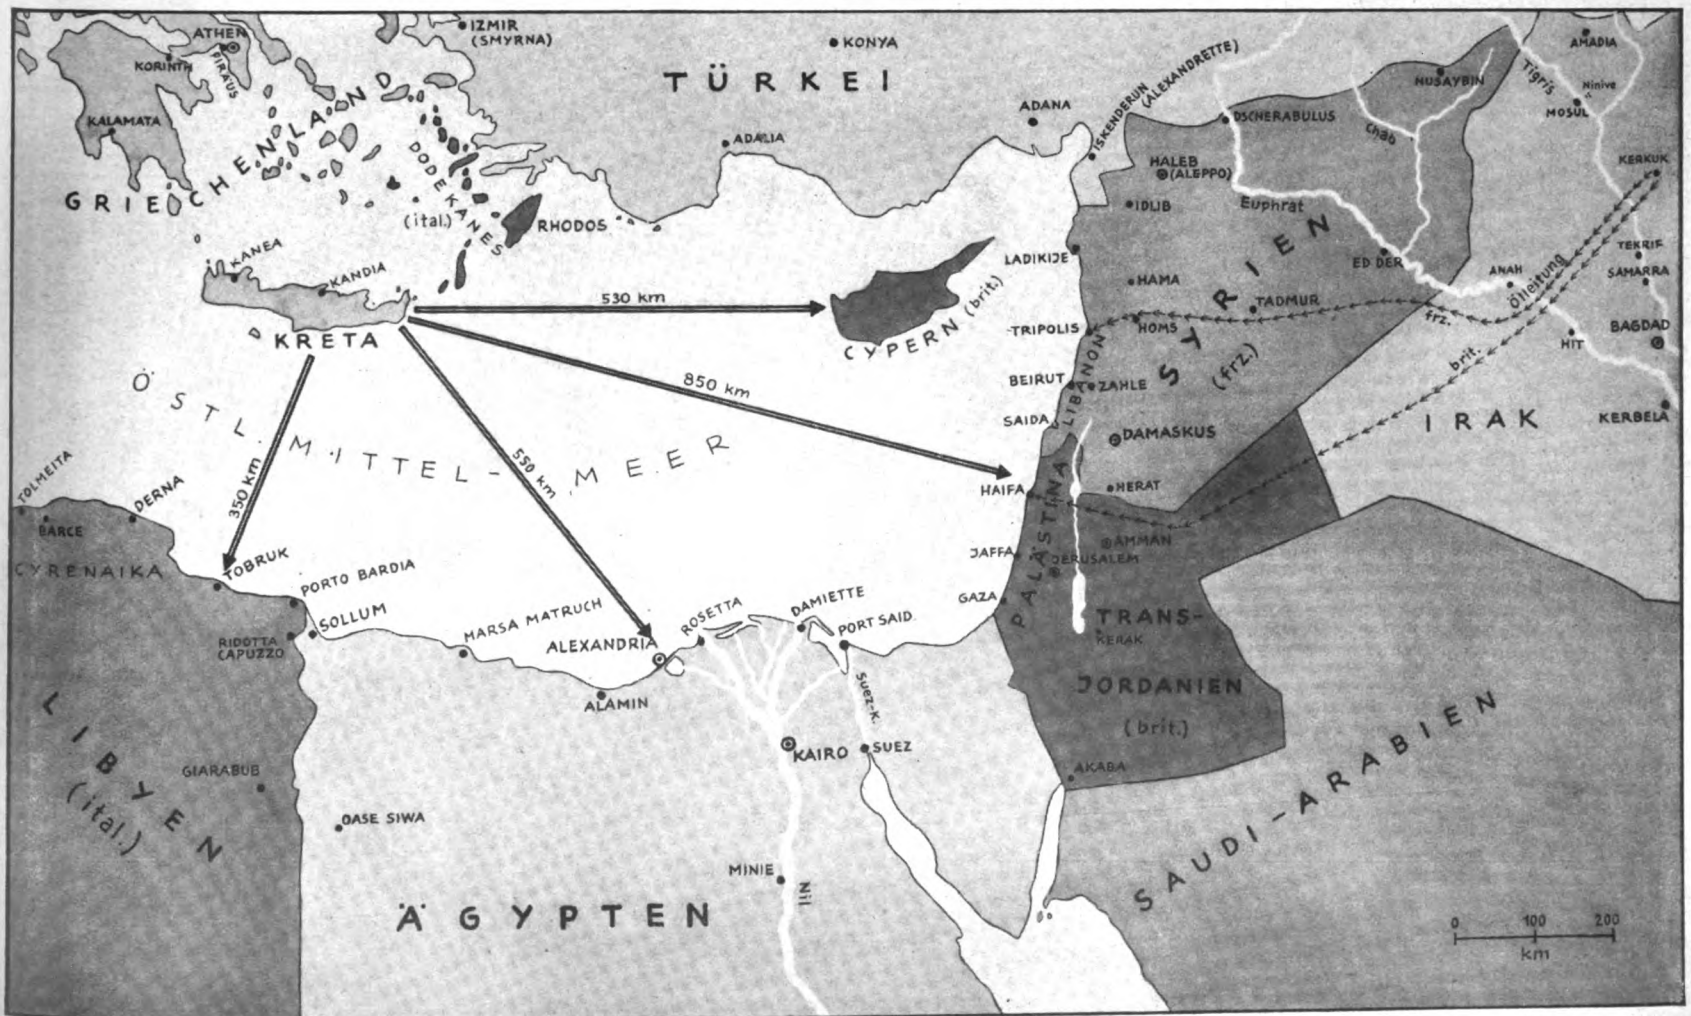 ATHEN
PIRÄUS
KORINTH
KALAMATA
GRIECHENLAND
IZMIR
(SMYRNA)
KONYA
TÜRKEI
ADALIA
ADANA
ISKENDERUN
(ALEXANDRETTE)
DODEKANES
(ital.)
RHODOS
KANEA
KANDIA
KRETA
530 km
850 km
550 km
350 km
CYPERN (brit.)
ÖSTL. MITTEL-MEER
DSCHERABULUS
NUSAYBIN
Chab
Tigris
AMADIA
Ninive
MOSUL
KERKUK
HALEB
(ALEPPO)
IDLIB
Euphrat
LADIKIJE
HAMA
ED DER
ANAH
Ölleitung
TEKRIF
SAMARRA
TADMUR
HOMS
TRIPOLIS
SYRIEN
(frz.)
frz.
brit.
HIT
BAGDAD
KERBELA
IRAK
BEIRUT
ZAHLE
LIBANON
SAIDA
DAMASKUS
HAIFA
HERAT
PALÄSTINA
JAFFA
AMMAN
JERUSALEM
GAZA
TRANS-
KERAK
JORDANIEN
(brit.)
AKABA
SAUDI-ARABIEN
TOLMEITA
BARCE
DERNA
CYRENAIKA
TOBRUK
PORTO BARDIA
SOLLUM
RIDOTTA
CAPUZZO
MARSA MATRUCH
ALEXANDRIA
ROSETTA
DAMIETTE
PORT SAID.
ALAMIN
Suez-K.
KAIRO
SUEZ
LIBYEN
(ital.)
GIARABUB
OASE SIWA
MINIE
Nil
ÄGYPTEN
0 100 200
km